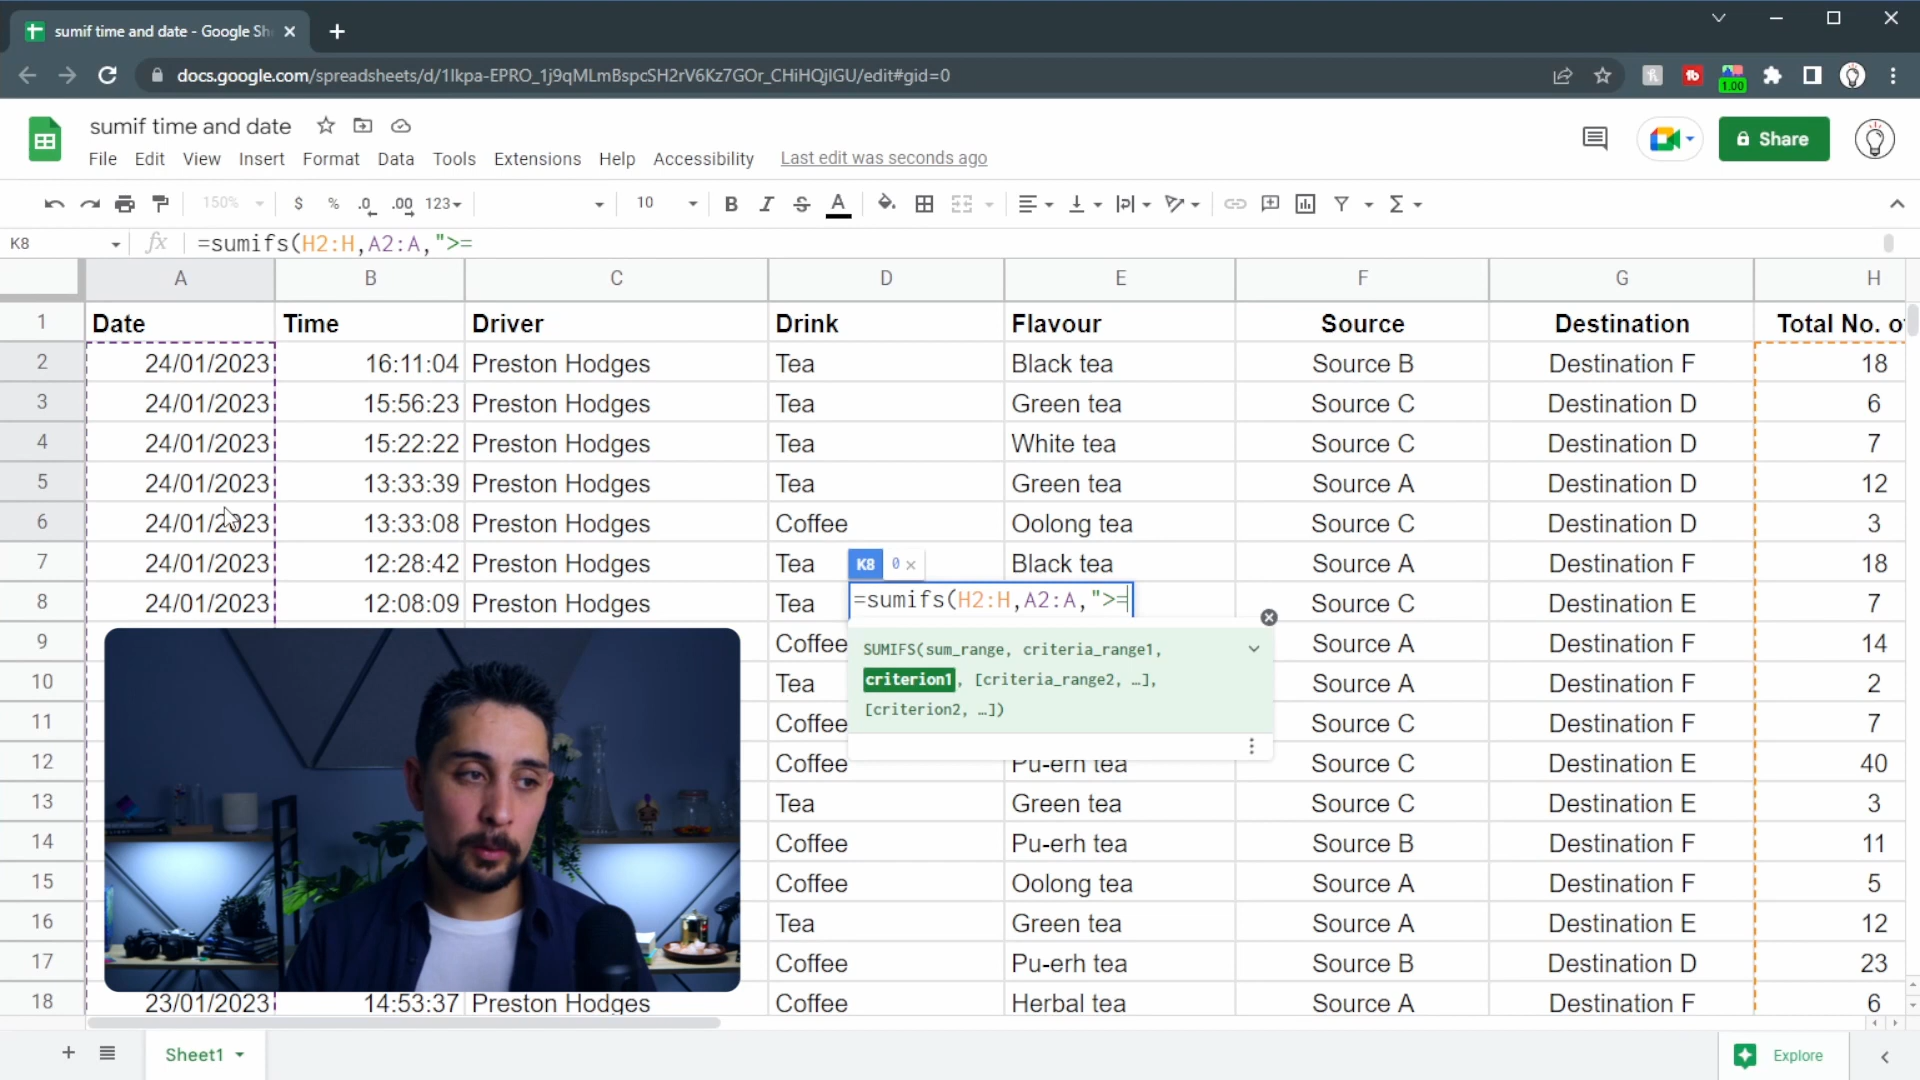 sumif time and date - Google Sh
docs.google.com/spreadsheets/d/1Ikpa-EPRO_1j9qMLmBspcSH2rV6Kz7GOr_CHiHQjIGU/edit#gid=0
1.00
sumif time and date
File Edit View Insert Format Data Tools Extensions Help Accessibility Last edit was seconds ago
Share
150% $ % .0 .00 123 10 B I S A Σ
K8 fx =sumifs(H2:H,A2:A,">=
A B C D E F G H
1 Date Time Driver Drink Flavour Source Destination Total No. o
2 24/01/2023 16:11:04 Preston Hodges Tea Black tea Source B Destination F 18
3 24/01/2023 15:56:23 Preston Hodges Tea Green tea Source C Destination D 6
4 24/01/2023 15:22:22 Preston Hodges Tea White tea Source C Destination D 7
5 24/01/2023 13:33:39 Preston Hodges Tea Green tea Source A Destination D 12
6 24/01/2023 13:33:08 Preston Hodges Coffee Oolong tea Source C Destination D 3
7 24/01/2023 12:28:42 Preston Hodges Tea Black tea Source A Destination F 18
K8 0 ×
8 24/01/2023 12:08:09 Preston Hodges Tea =sumifs(H2:H,A2:A,">= Source C Destination E 7
9 Coffee Source A Destination F 14
SUMIFS(sum_range, criteria_range1,
criterion1, [criteria_range2, …],
[criterion2, …])
10 Tea Source A Destination F 2
11 Coffee Source C Destination F 7
12 Coffee Pu-erh tea Source C Destination E 40
13 Tea Green tea Source C Destination E 3
14 Coffee Pu-erh tea Source B Destination F 11
15 Coffee Oolong tea Source A Destination F 5
16 Tea Green tea Source A Destination E 12
17 Coffee Pu-erh tea Source B Destination D 23
18 23/01/2023 14:53:37 Preston Hodges Coffee Herbal tea Source A Destination F 6
Sheet1
Explore